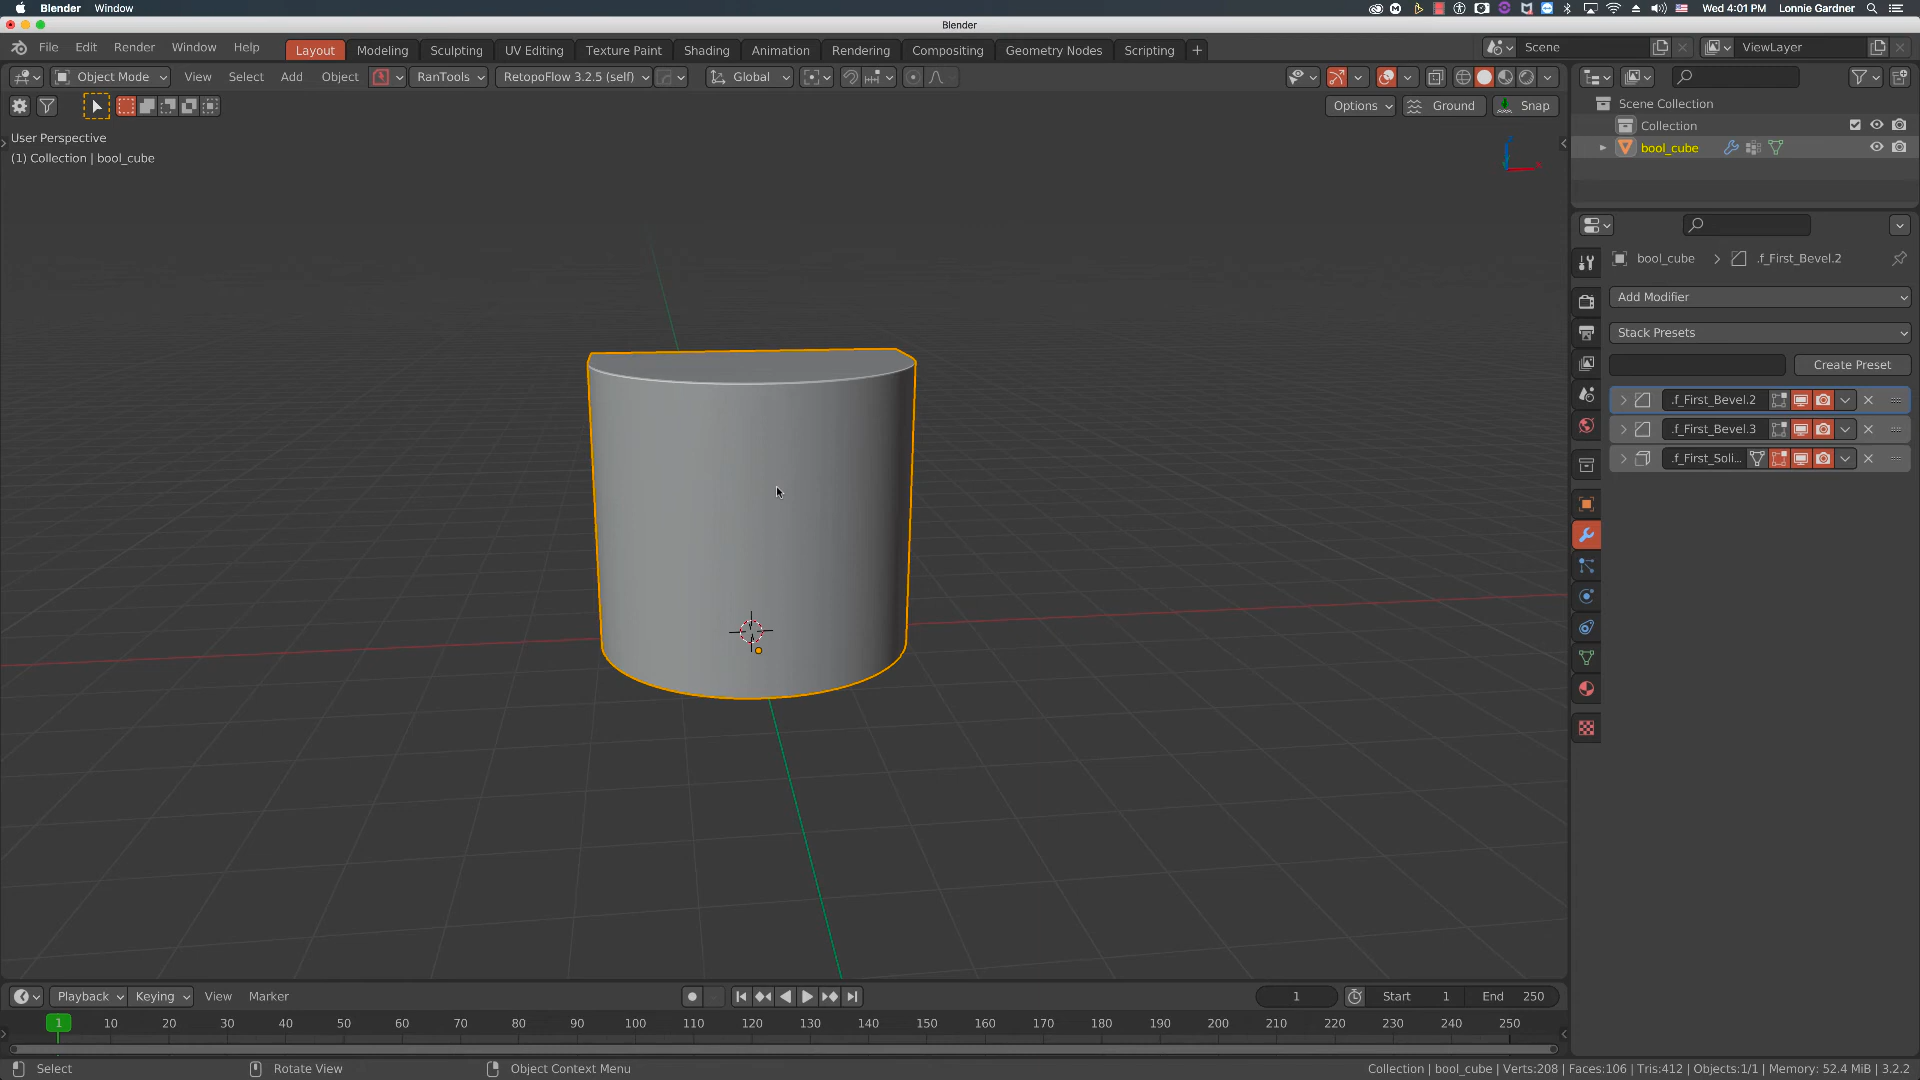 Blender Window Wed 4:01 PM Lonnie Gardner
Blender
File Edit Render Window Help Layout Modeling Sculpting UV Editing Texture Paint Shading Animation Rendering Compositing Geometry Nodes Scripting + Scene ViewLayer
Object Mode View Select Add Object RanTools RetopoFlow 3.2.5 (self) Global
Options Ground Snap
User Perspective
(1) Collection | bool_cube
Scene Collection
Collection
bool_cube
bool_cube > .f_First_Bevel.2
Add Modifier
Stack Presets
Create Preset
.f_First_Bevel.2
.f_First_Bevel.3
.f_First_Soli...
Playback Keying View Marker 1 Start 1 End 250
1 10 20 30 40 50 60 70 80 90 100 110 120 130 140 150 160 170 180 190 200 210 220 230 240 250
Select Rotate View Object Context Menu Collection | bool_cube | Verts:208 | Faces:106 | Tris:412 | Objects:1/1 | Memory: 52.4 MiB | 3.2.2